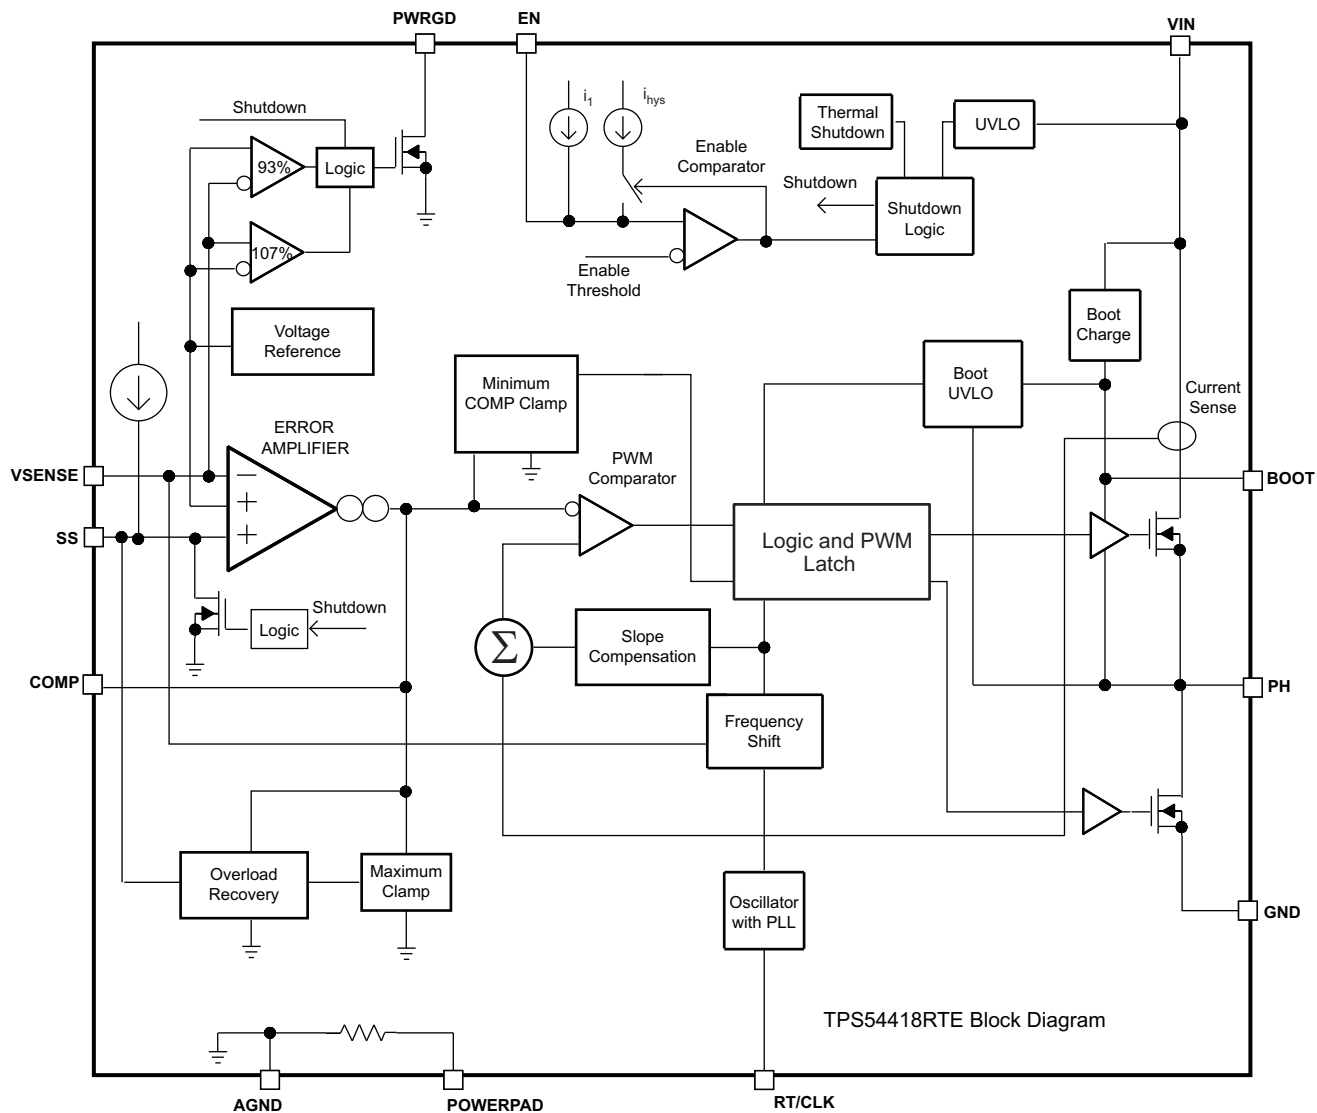 PWRGD
EN
VIN
Shutdown
i1
ihys
Thermal
Shutdown
UVLO
93%
Logic
Enable
Comparator
Shutdown
Shutdown
Logic
107%
Enable
Threshold
Voltage
Reference
Boot
Charge
Minimum
COMP Clamp
Boot
UVLO
Current
Sense
ERROR
AMPLIFIER
PWM
Comparator
VSENSE
−
+
+
BOOT
SS
Logic and PWM
Latch
Shutdown
Logic
Σ
Slope
Compensation
COMP
PH
Frequency
Shift
Overload
Recovery
Maximum
Clamp
Oscillator
with PLL
GND
TPS54418RTE Block Diagram
AGND
POWERPAD
RT/CLK